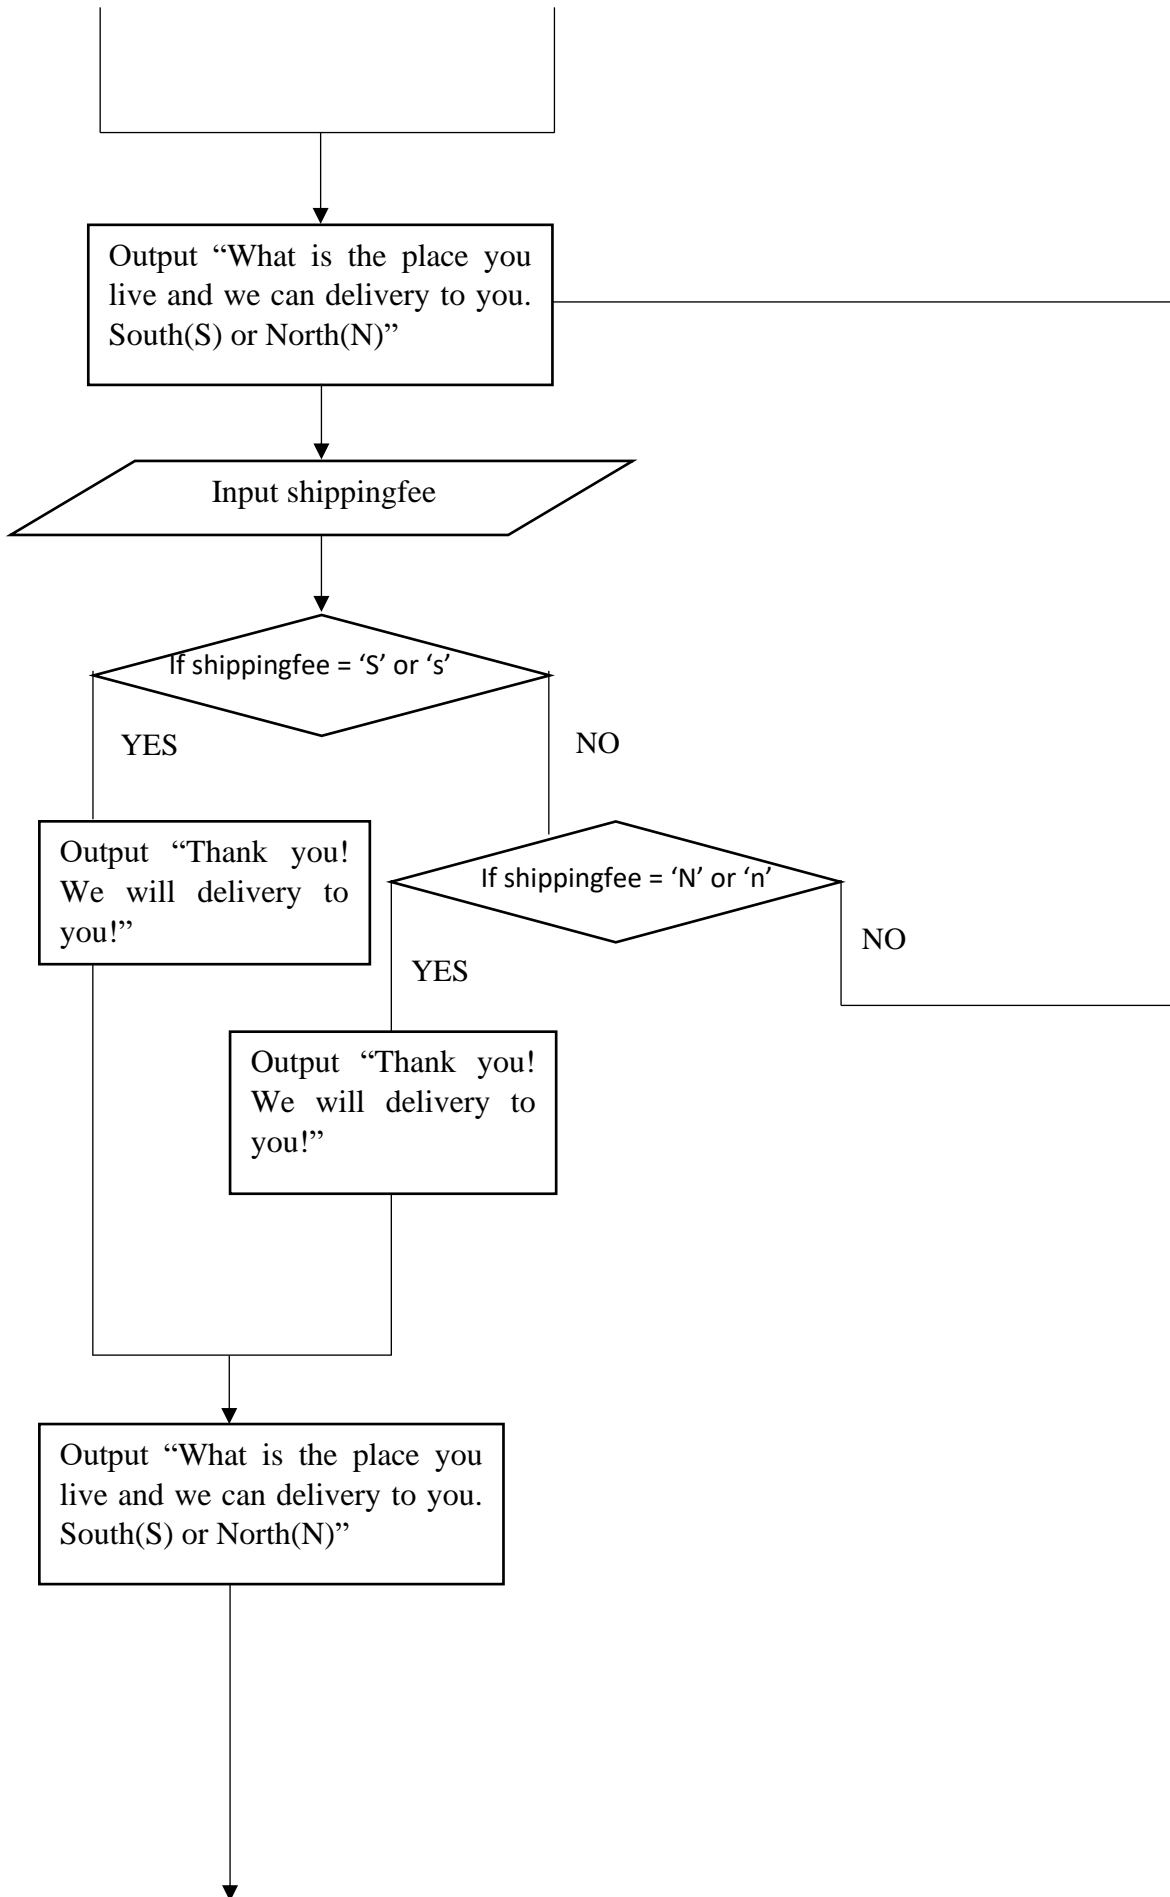 Output “What is the place you
live and we can delivery to you.
South(S) or North(N)”
Input shippingfee
If shippingfee = ‘S’ or ‘s’
YES
NO
Output “Thank you!
We will delivery to
you!”
If shippingfee = ‘N’ or ‘n’
NO
YES
Output “Thank you!
We will delivery to
you!”
Output “What is the place you
live and we can delivery to you.
South(S) or North(N)”